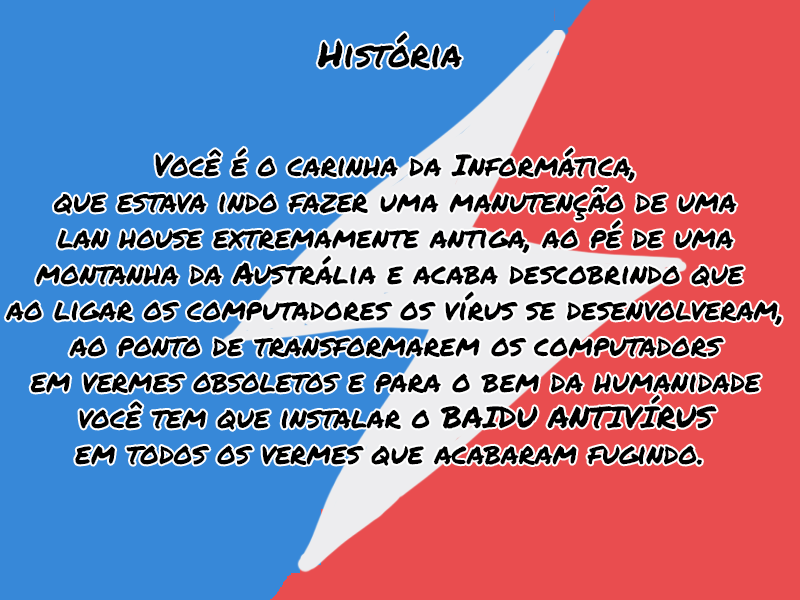 História
Você é o carinha da Informática,
que estava indo fazer uma manutenção de uma
lan house extremamente antiga, ao pé de uma
montanha da Austrália e acaba descobrindo que
ao ligar os computadores os vírus se desenvolveram,
ao ponto de transformarem os computadors
em vermes obsoletos e para o bem da humanidade
você tem que instalar o BAIDU ANTIVÍRUS
em todos os vermes que acabaram fugindo.